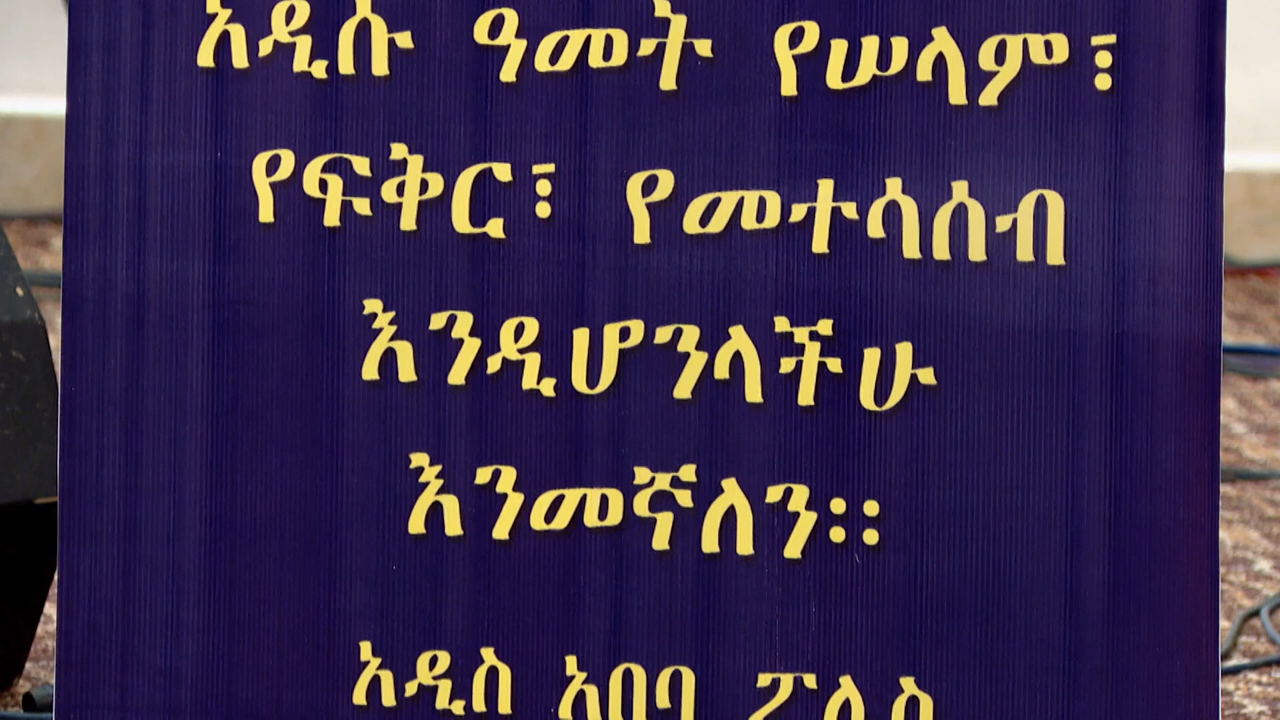 አዲሱ ዓመት የሠላም፣
የፍቅር፣ የመተሳሰብ
እንዲሆንላችሁ
እንመኛለን፡፡
አዲስ አበባ ፖሊስ